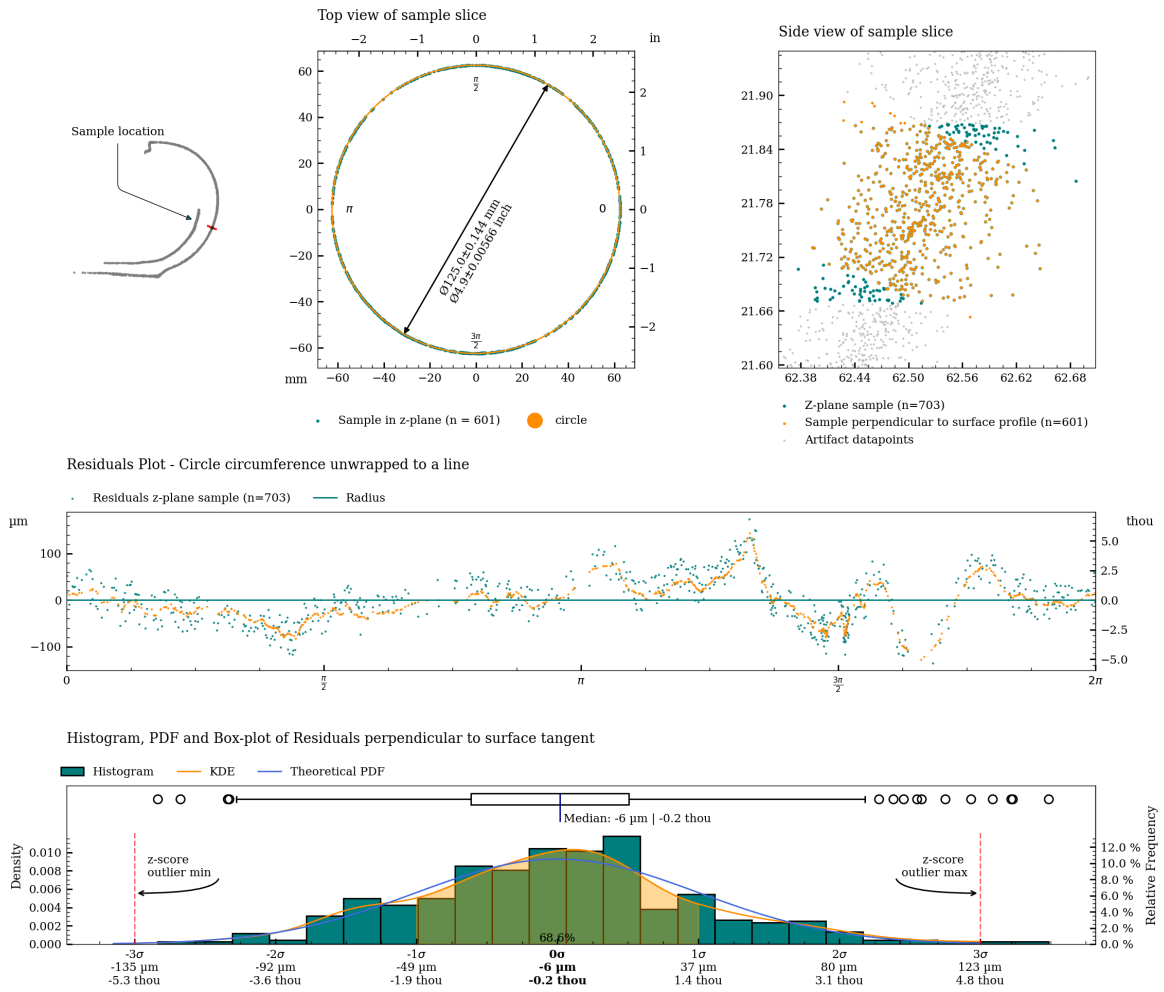 Top view of sample slice
−2 −1 0 1 2 in
Side view of sample slice
Sample location
60
40
20
0
−20
−40
−60
mm
−60 −40 −20 0 20 40 60
2
1
0
−1
−2
π/2
π
0
3π/2
Ø125.0±0.144 mm
Ø4.9±0.00566 inch
Sample in z-plane (n = 601) circle
21.90
21.84
21.78
21.72
21.66
21.60
62.38 62.44 62.50 62.56 62.62 62.68
Z-plane sample (n=703)
Sample perpendicular to surface profile (n=601)
Artifact datapoints
Residuals Plot - Circle circumference unwrapped to a line
Residuals z-plane sample (n=703) Radius
µm
thou
100
0
−100
5.0
2.5
0.0
−2.5
−5.0
0 π/2 π 3π/2 2π
Histogram, PDF and Box-plot of Residuals perpendicular to surface tangent
Histogram KDE Theoretical PDF
Median: -6 µm | -0.2 thou
z-score
outlier min
z-score
outlier max
Density
0.010
0.008
0.006
0.004
0.002
0.000
Relative Frequency
12.0 %
10.0 %
8.0 %
6.0 %
4.0 %
2.0 %
0.0 %
68.6%
-3σ -2σ -1σ 0σ 1σ 2σ 3σ
-135 µm -92 µm -49 µm -6 µm 37 µm 80 µm 123 µm
-5.3 thou -3.6 thou -1.9 thou -0.2 thou 1.4 thou 3.1 thou 4.8 thou